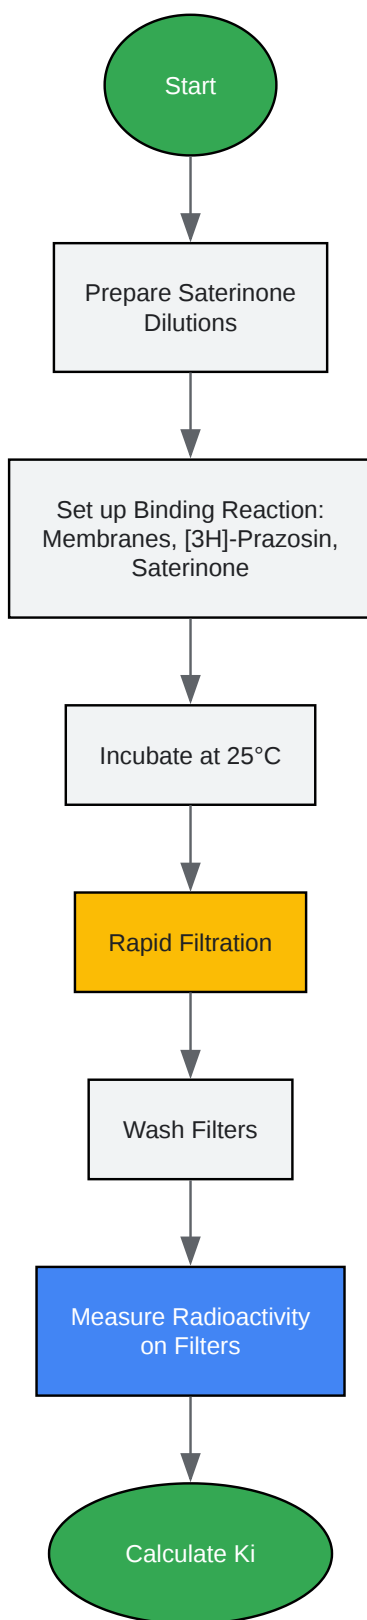 Start
Prepare Saterinone
Dilutions
Set up Binding Reaction:
Membranes, [3H]-Prazosin,
Saterinone
Incubate at 25°C
Rapid Filtration
Wash Filters
Measure Radioactivity
on Filters
Calculate Ki